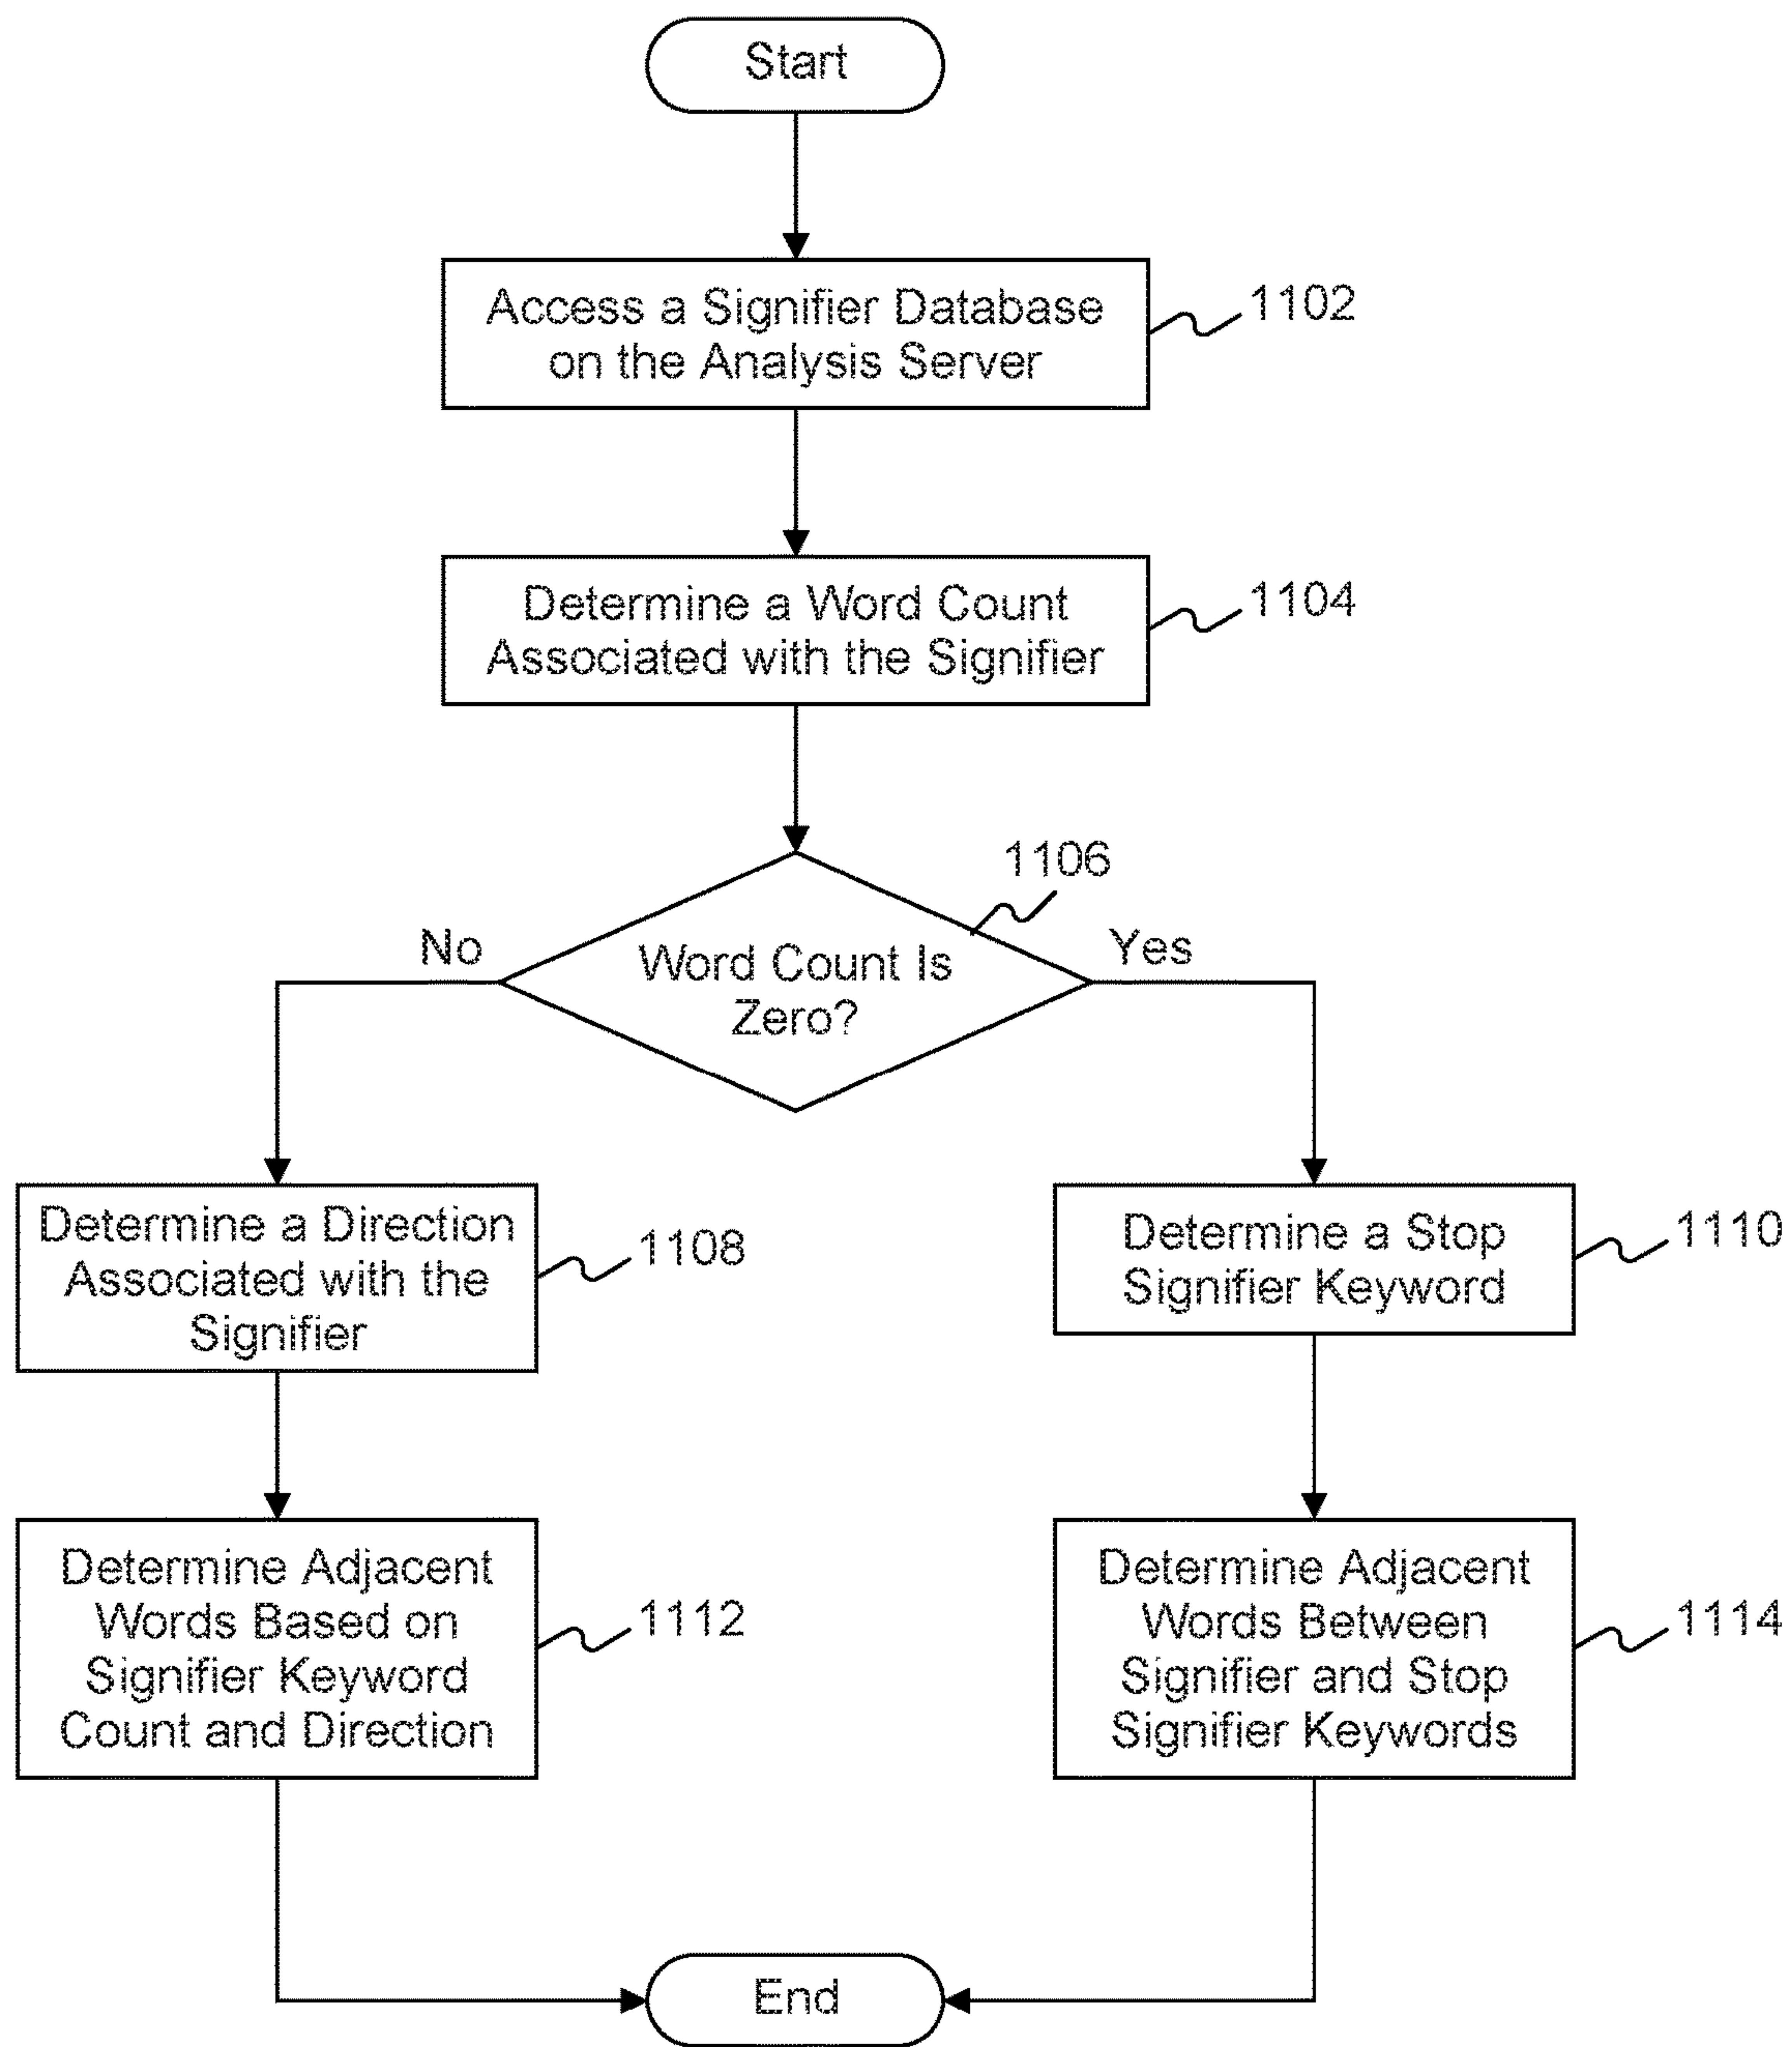 Start
Access a Signifier Database
on the Analysis Server
1102
Determine a Word Count
Associated with the Signifier
1104
1106
No
Word Count Is
Zero?
Yes
Determine a Direction
Associated with the
Signifier
1108
Determine a Stop
Signifier Keyword
1110
Determine Adjacent
Words Based on
Signifier Keyword
Count and Direction
1112
Determine Adjacent
Words Between
Signifier and Stop
Signifier Keywords
1114
End